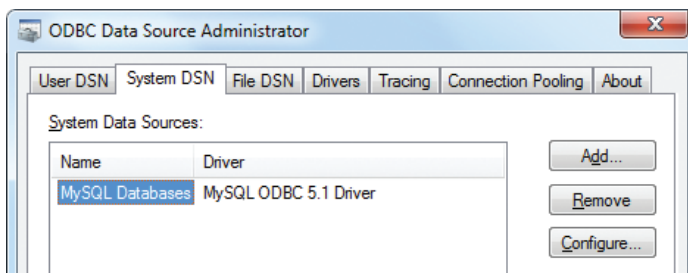 ODBC Data Source Administrator
User DSN System DSN File DSN Drivers Tracing Connection Pooling About
System Data Sources:
Name Driver
MySQL Databases MySQL ODBC 5.1 Driver
Add...
Remove
Configure...